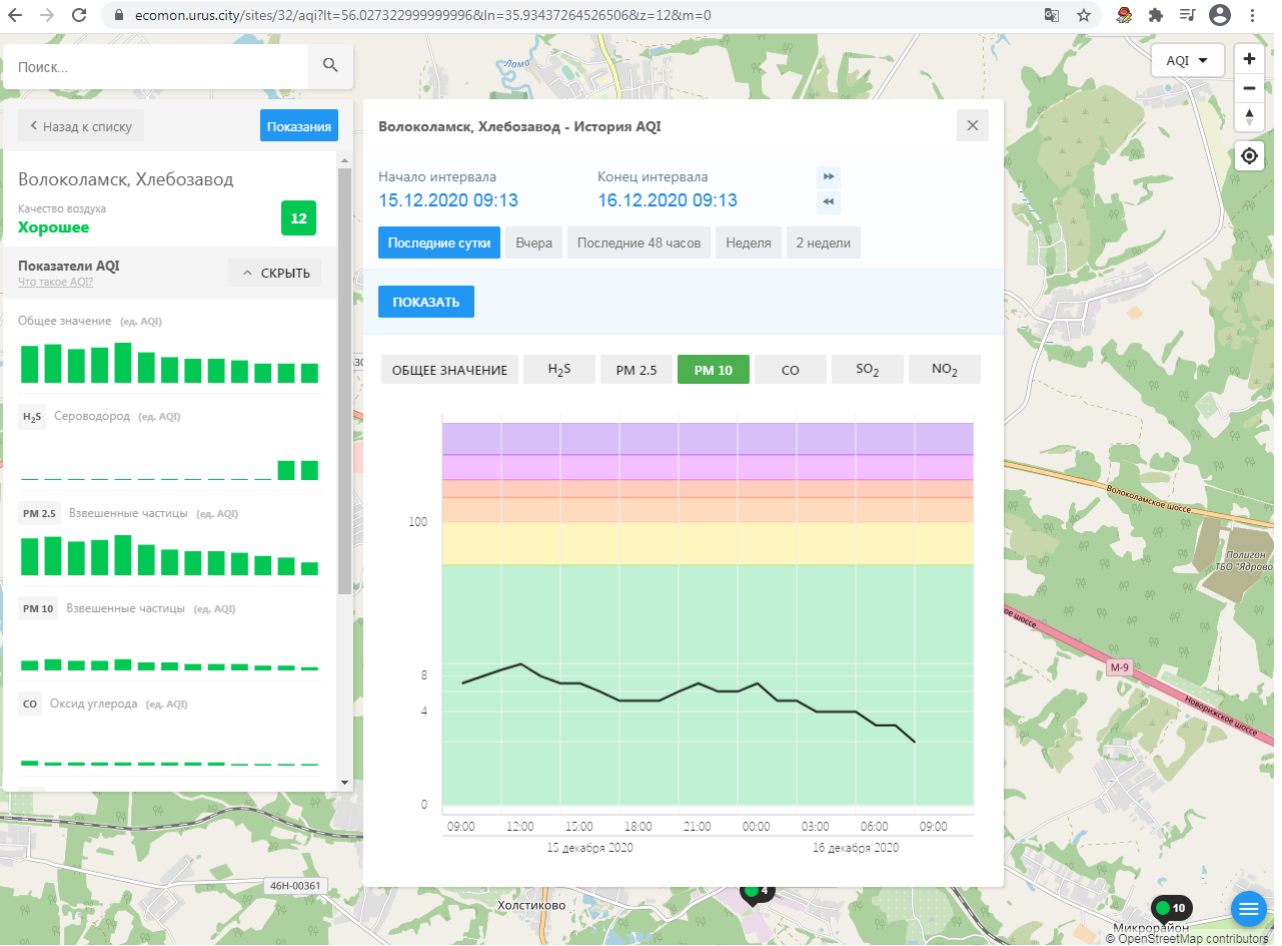 ecomon.urus.city/sites/32/aqi?lt=56.027322999999996&ln=35.93437264526506&z=12&m=0
Поиск...
Лама
AQI
Назад к списку
Показания
Волоколамск, Хлебозавод
Качество воздуха
Хорошее
12
Показатели AQI
Что такое AQI?
СКРЫТЬ
Общее значение (ед. AQI)
H2S Сероводород (ед. AQI)
PM 2.5 Взвешенные частицы (ед. AQI)
PM 10 Взвешенные частицы (ед. AQI)
CO Оксид углерода (ед. AQI)
Волоколамск, Хлебозавод - История AQI
Начало интервала
Конец интервала
15.12.2020 09:13
16.12.2020 09:13
Последние сутки
Вчера
Последние 48 часов
Неделя
2 недели
ПОКАЗАТЬ
ОБЩЕЕ ЗНАЧЕНИЕ
H2S
PM 2.5
PM 10
CO
SO2
NO2
100
8
4
0
09:00 12:00 15:00 18:00 21:00 00:00 03:00 06:00 09:00
15 декабря 2020
16 декабря 2020
Волоколамское шоссе
Полигон
ТБО "Ядрово
ое шоссе
М-9
Новорижское шоссе
46Н-00361
Холстиково
4
10
Микрорайон
© OpenStreetMap contributors